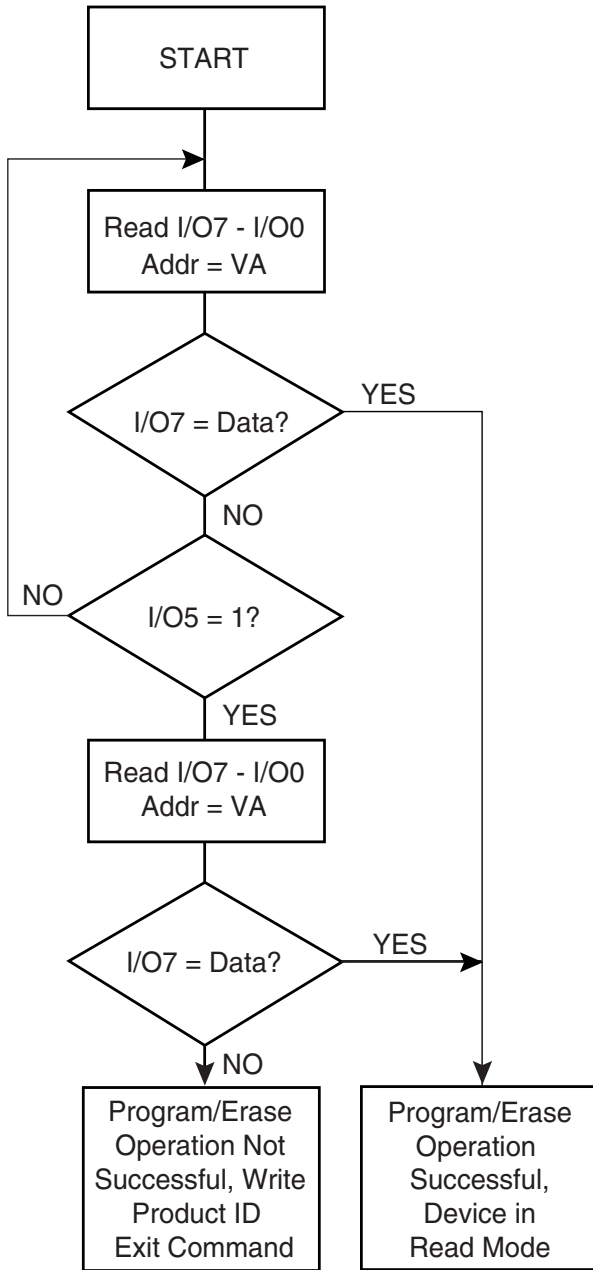 START
Read I/O7 - I/O0
Addr = VA
I/O7 = Data?
YES
NO
NO
I/O5 = 1?
YES
Read I/O7 - I/O0
Addr = VA
I/O7 = Data?
YES
NO
Program/Erase
Operation Not
Successful, Write
Product ID
Exit Command
Program/Erase
Operation
Successful,
Device in
Read Mode